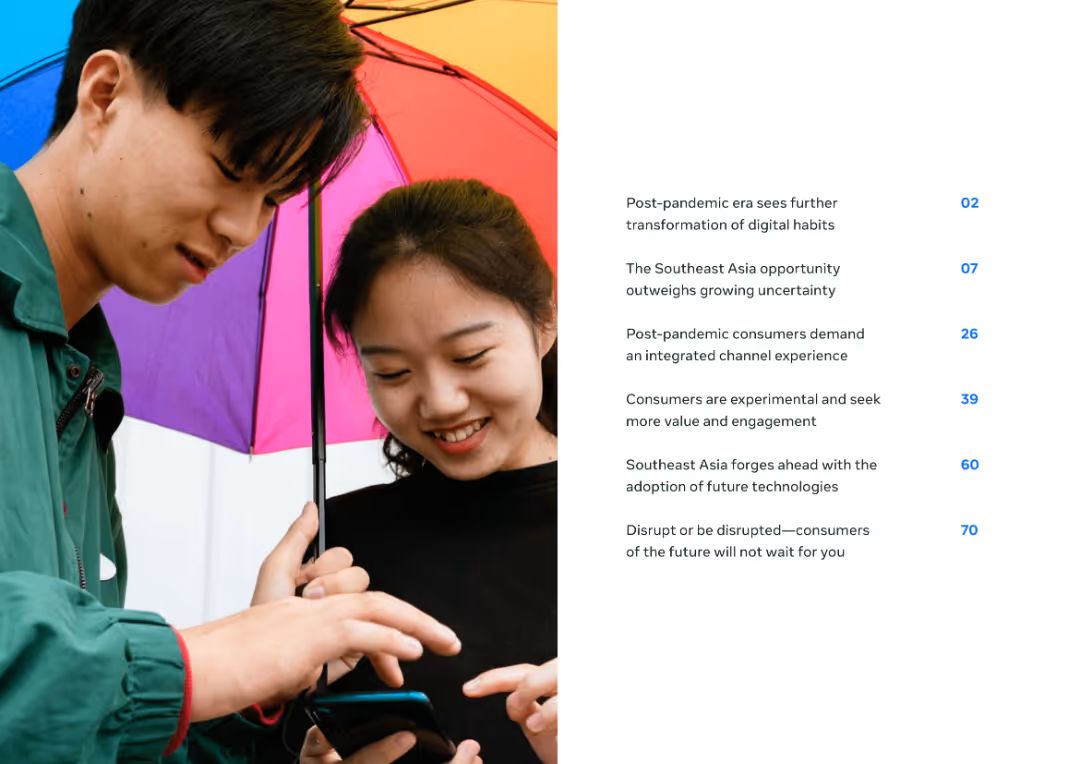 Post-pandemic era sees further 02
transformation of digital habits
The Southeast Asia opportunity 07
outweighs growing uncertainty
Post-pandemic consumers demand 26
an integrated channel experience
Consumers are experimental and seek 39
more value and engagement
Southeast Asia forges ahead with the 60
adoption of future technologies
Disrupt or be disrupted—consumers 70
of the future will not wait for you